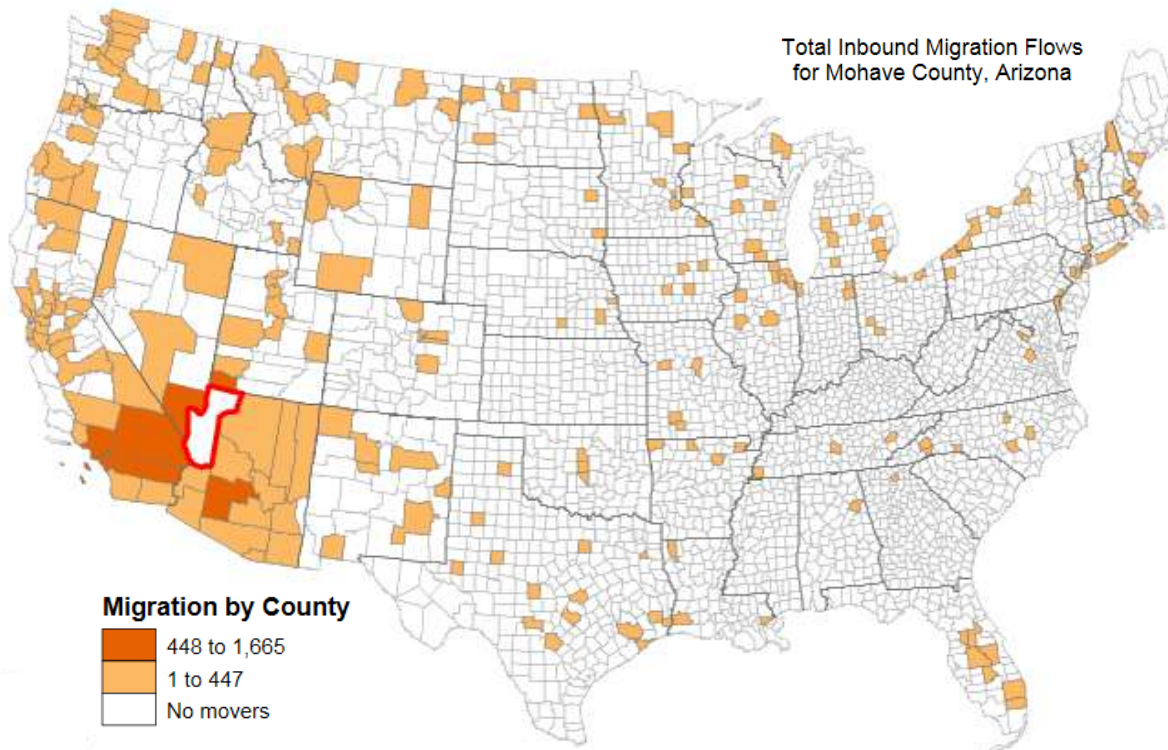 Total Inbound Migration Flows
for Mohave County, Arizona
Migration by County
448 to 1,665
1 to 447
No movers